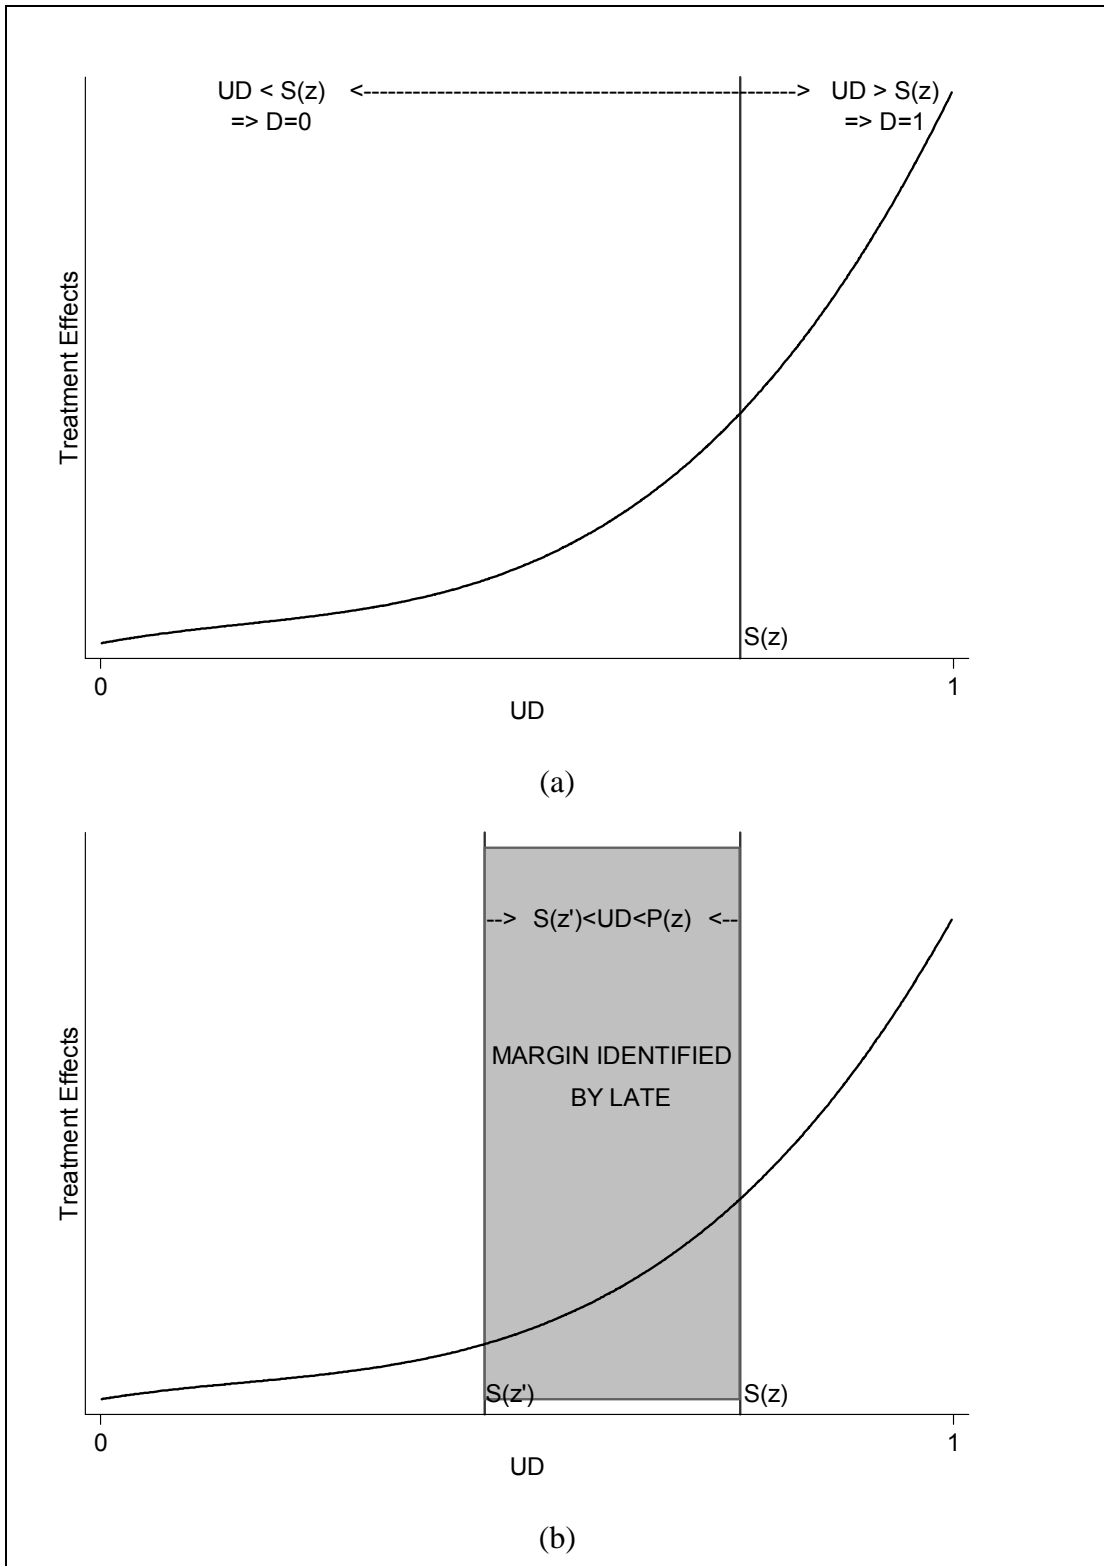 UD < S(z) <-----------------------------------------------------> UD > S(z)
=> D=0 => D=1
Treatment Effects
S(z)
0 1
UD
(a)
--> S(z')<UD<P(z) <--
MARGIN IDENTIFIED
BY LATE
Treatment Effects
S(z') S(z)
0 1
UD
(b)